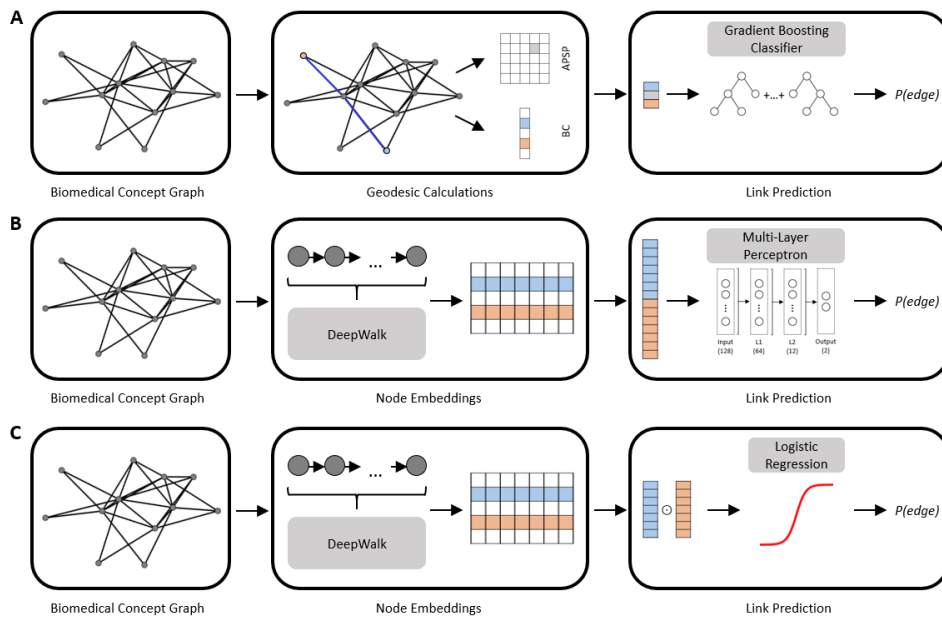 A
Gradient Boosting
Classifier
APSP
BC
+...+
P(edge)
Biomedical Concept Graph
Geodesic Calculations
Link Prediction
B
Multi-Layer
Perceptron
...
DeepWalk
Input
(128)
L1
(64)
L2
(12)
Output
(2)
P(edge)
Biomedical Concept Graph
Node Embeddings
Link Prediction
C
Logistic
Regression
...
DeepWalk
P(edge)
Biomedical Concept Graph
Node Embeddings
Link Prediction